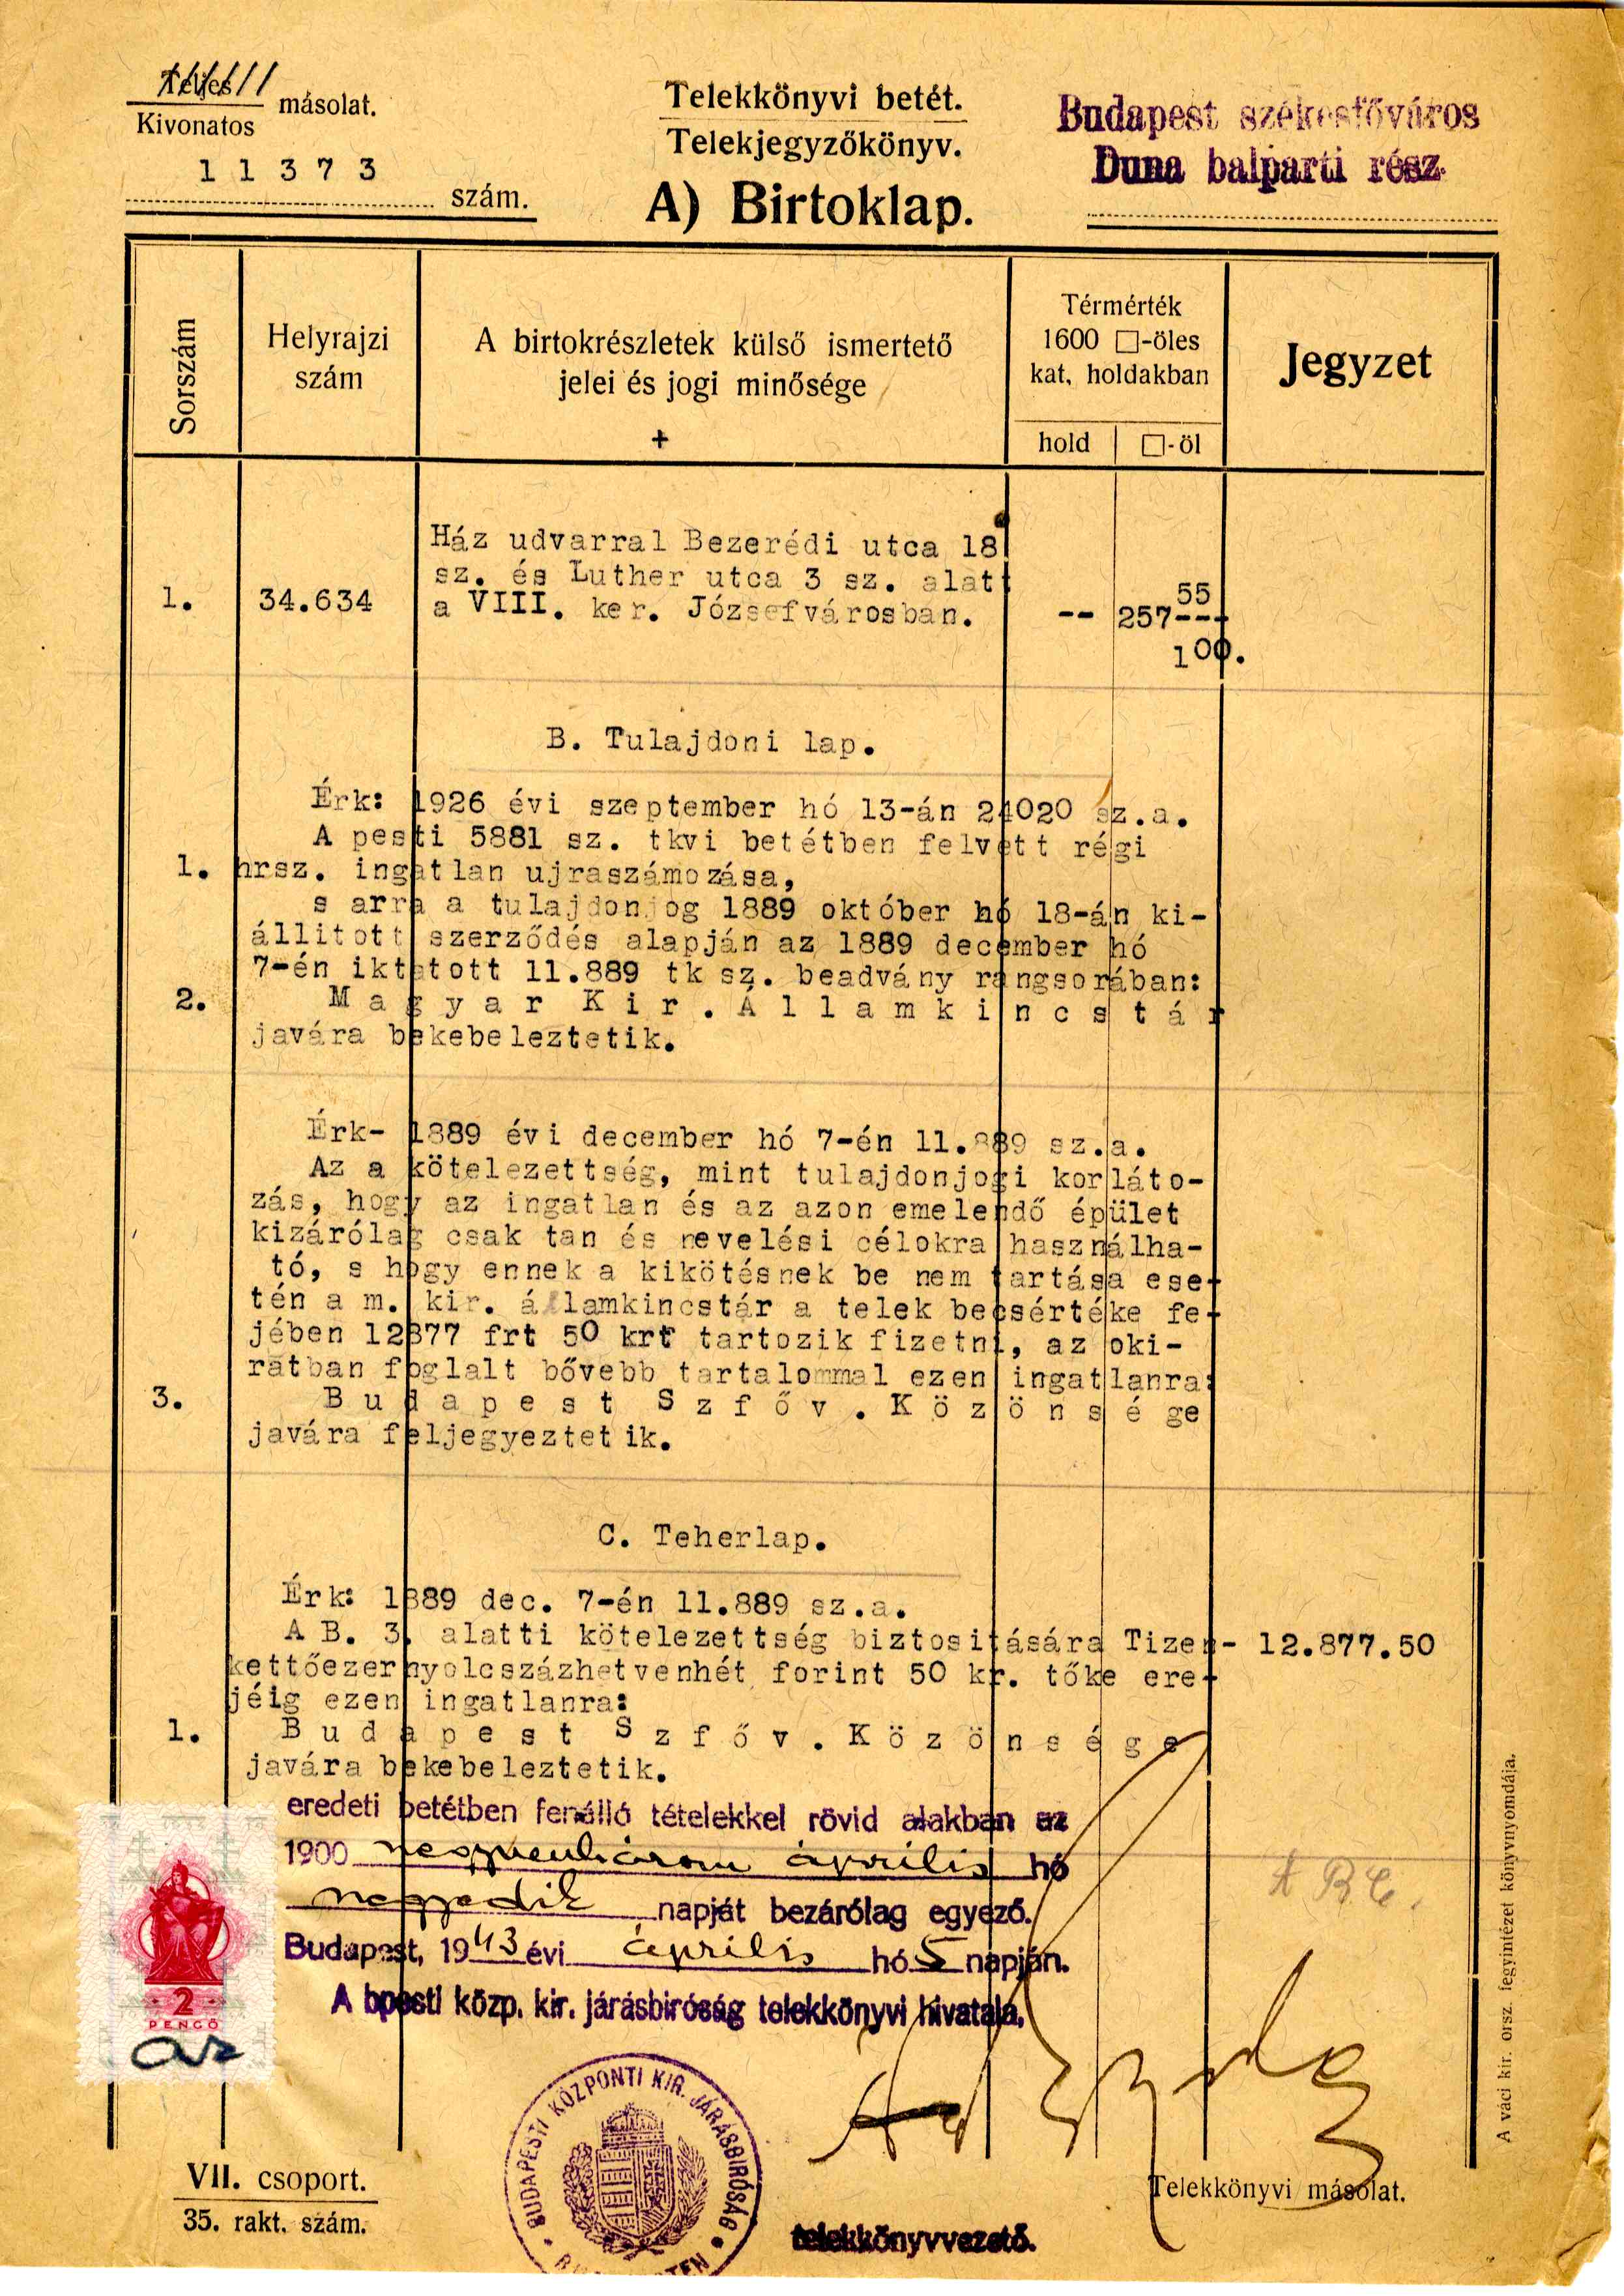 Teljes
Kivonatos másolat.
11373 szám.
Telekkönyvi betét.
Telekjegyzőkönyv.
A) Birtoklap.
Budapest székesfőváros
Duna balparti rész.
Sorszám
Helyrajzi
szám
A birtokrészletek külső ismertető
jelei és jogi minősége
+
Térmérték
1600 □-öles
kat. holdakban
hold □-öl
Jegyzet
Ház udvarral Bezerédi utca 18
sz. és Luther utca 3 sz. alatt
1. 34.634 a VIII. ker. Józsefvárosban. -- 257 55
---
100.
B. Tulajdoni lap.
Érk: 1926 évi szeptember hó 13-án 24020 sz.a.
A pesti 5881 sz. tkvi betétben felvett régi
1. hrsz. ingatlan ujraszámozása,
s arra a tulajdonjog 1889 október hó 18-án ki-
állitott szerződés alapján az 1889 december hó
7-én iktatott 11.889 tk sz. beadvány rangsorában:
2. Magyar Kir. Államkincstár
javára bekebeleztetik.
Érk- 1889 évi december hó 7-én 11.889 sz.a.
Az a kötelezettség, mint tulajdonjogi korláto-
zás, hogy az ingatlan és az azon emelendő épület
kizárólag csak tan és nevelési célokra használha-
tó, s hogy ennek a kikötésnek be nem tartása ese-
tén a m. kir. államkincstár a telek becsértéke fe-
jében 12877 frt 50 krt tartozik fizetni, az oki-
ratban foglalt bővebb tartalommal ezen ingatlanra:
3. Budapest Szfőv. Közönsége
javára feljegyeztetik.
C. Teherlap.
Érk: 1889 dec. 7-én 11.889 sz.a.
A B. 3. alatti kötelezettség biztositására Tizen- 12.877.50
kettőezernyolcszázhetvenhét forint 50 kr. tőke ere-
jéig ezen ingatlanra:
1. Budapest Szfőv. Közönsége
javára bekebeleztetik.
eredeti betétben fenálló tételekkel rövid alakban az
1900 negyvenhárom április hó
negyedik napját bezárólag egyező.
Budapest, 1943 évi április hó 5 napján.
A bpesti közp. kir. járásbiróság telekkönyvi hivatala,
2
PENGŐ
BUDAPESTI KÖZPONTI KIR. JÁRÁSBIRÓSÁG
telekkönyvvezető.
VII. csoport.
35. rakt. szám.
Telekkönyvi másolat.
A váci kir. orsz. fegyintézet könyvnyomdája.